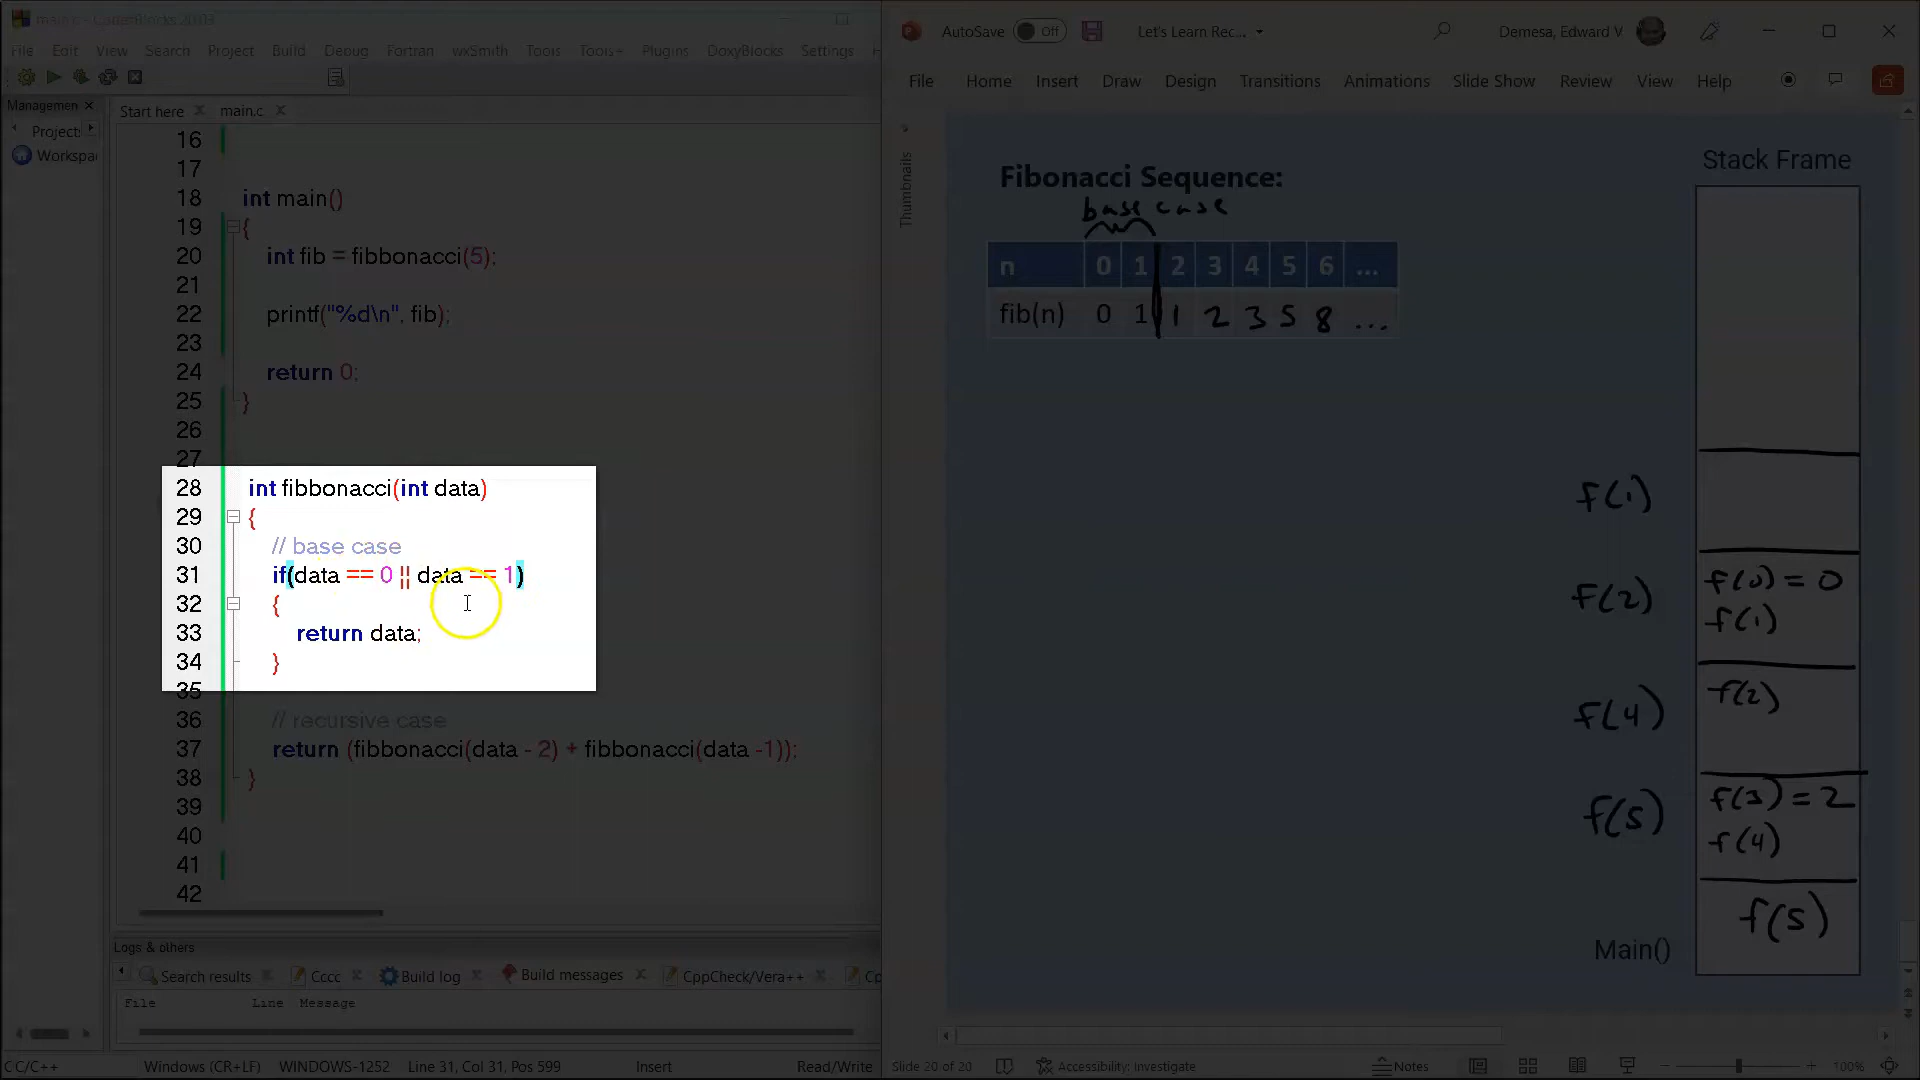 main.c - Code::Blocks 20.03
File Edit View Search Project Build Debug Fortran wxSmith Tools Tools+ Plugins DoxyBlocks Settings
Managemen
Projects
Workspa
Start here
main.c
16
17
18 int main()
19 {
20 int fib = fibbonacci(5);
21
22 printf("%d\n", fib);
23
24 return 0;
25 }
26
27
28 int fibbonacci(int data)
29 {
30 // base case
31 if(data == 0 || data == 1)
32 {
33 return data;
34 }
35
36 // recursive case
37 return (fibbonacci(data - 2) + fibbonacci(data -1));
38 }
39
40
41
42
Logs & others
Search results Cccc Build log Build messages CppCheck/Vera++ Cp
File Line Message
CC/C++ Windows (CR+LF) WINDOWS-1252 Line 31, Col 31, Pos 599 Insert Read/Write
AutoSave Off Let's Learn Rec... Demesa, Edward V
File Home Insert Draw Design Transitions Animations Slide Show Review View Help
Thumbnails
Fibonacci Sequence:
base case
n 0 1 2 3 4 5 6 ...
fib(n) 0 1 1 2 3 5 8 ...
Stack Frame
f(1)
f(2)
f(0) = 0
f(1)
f(4)
f(2)
f(5)
f(3) = 2
f(4)
Main()
f(5)
Slide 20 of 20 Accessibility: Investigate Notes 100%